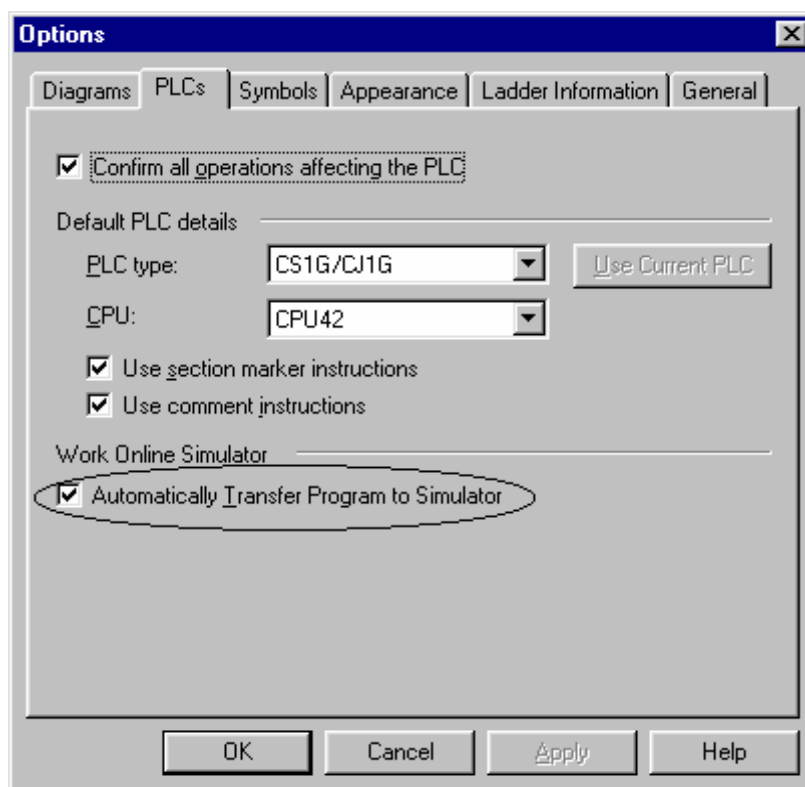 Options
Diagrams PLCs Symbols Appearance Ladder Information General
Confirm all operations affecting the PLC
Default PLC details
PLC type: CS1G/CJ1G Use Current PLC
CPU: CPU42
Use section marker instructions
Use comment instructions
Work Online Simulator
Automatically Transfer Program to Simulator
OK Cancel Apply Help